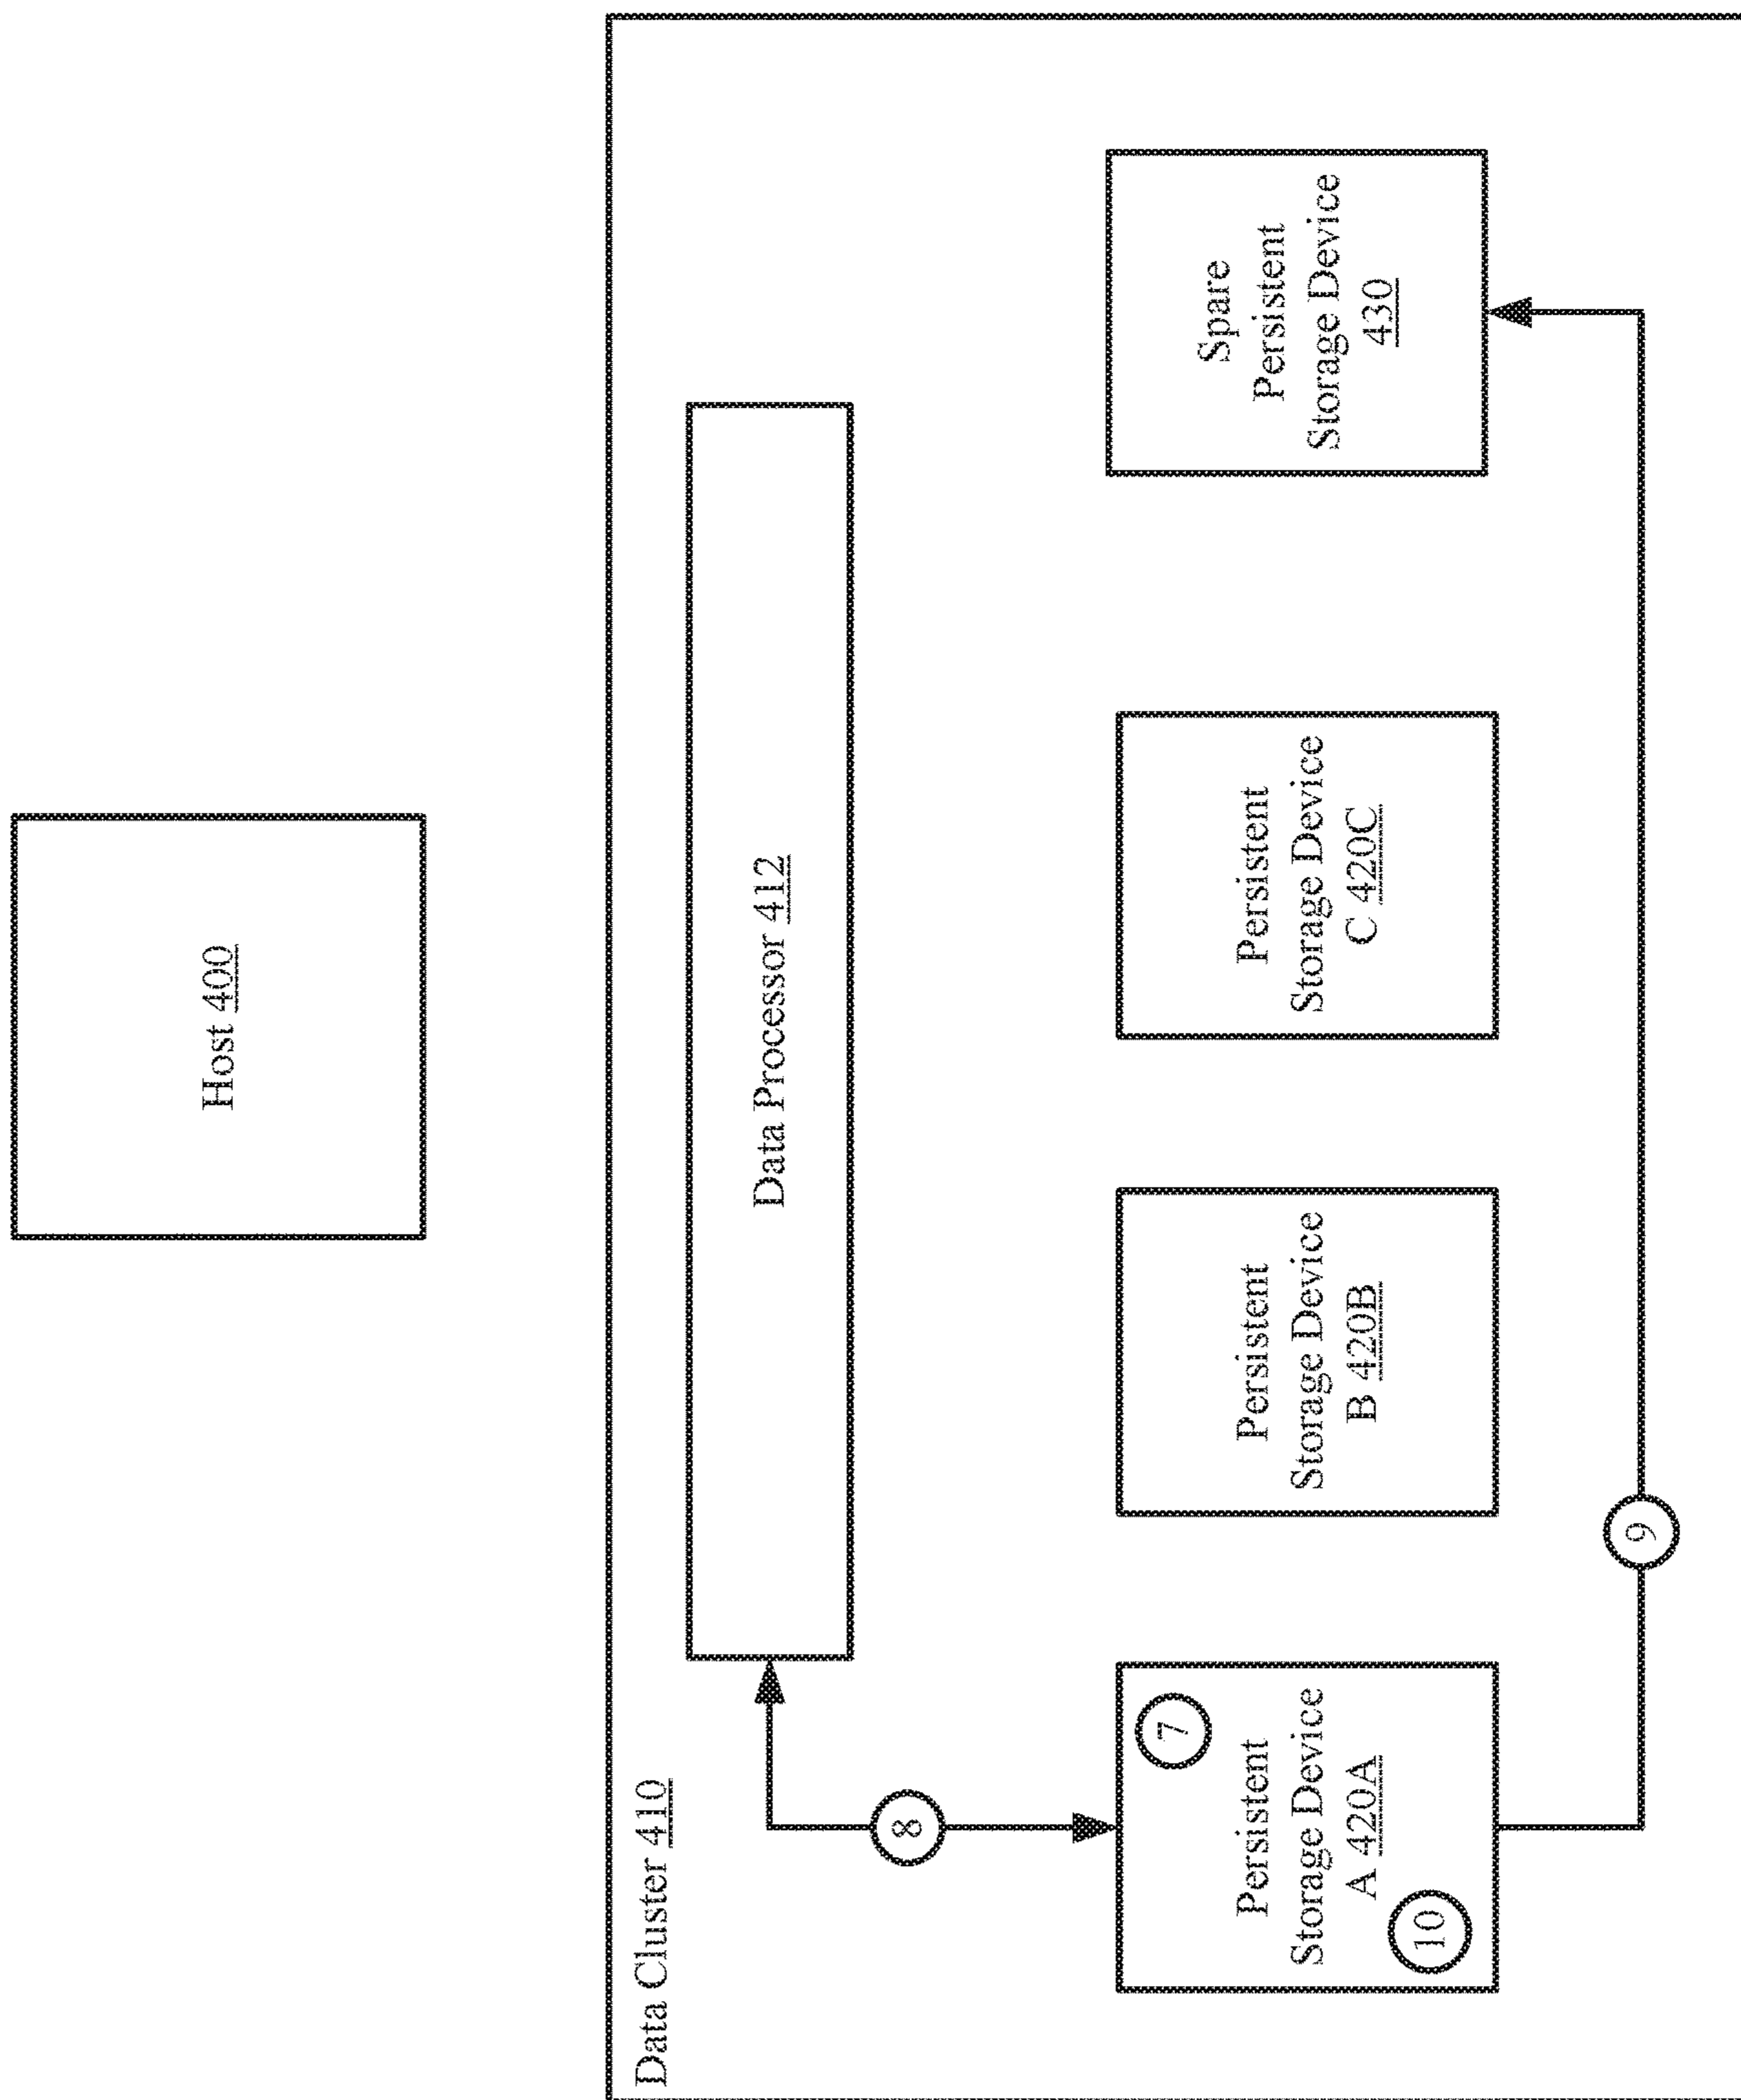 Host 400
Data Cluster 410
Data Processor 412
8
7
Persistent
Storage Device
A 420A
10
Persistent
Storage Device
B 420B
Persistent
Storage Device
C 420C
Spare
Persistent
Storage Device
430
9